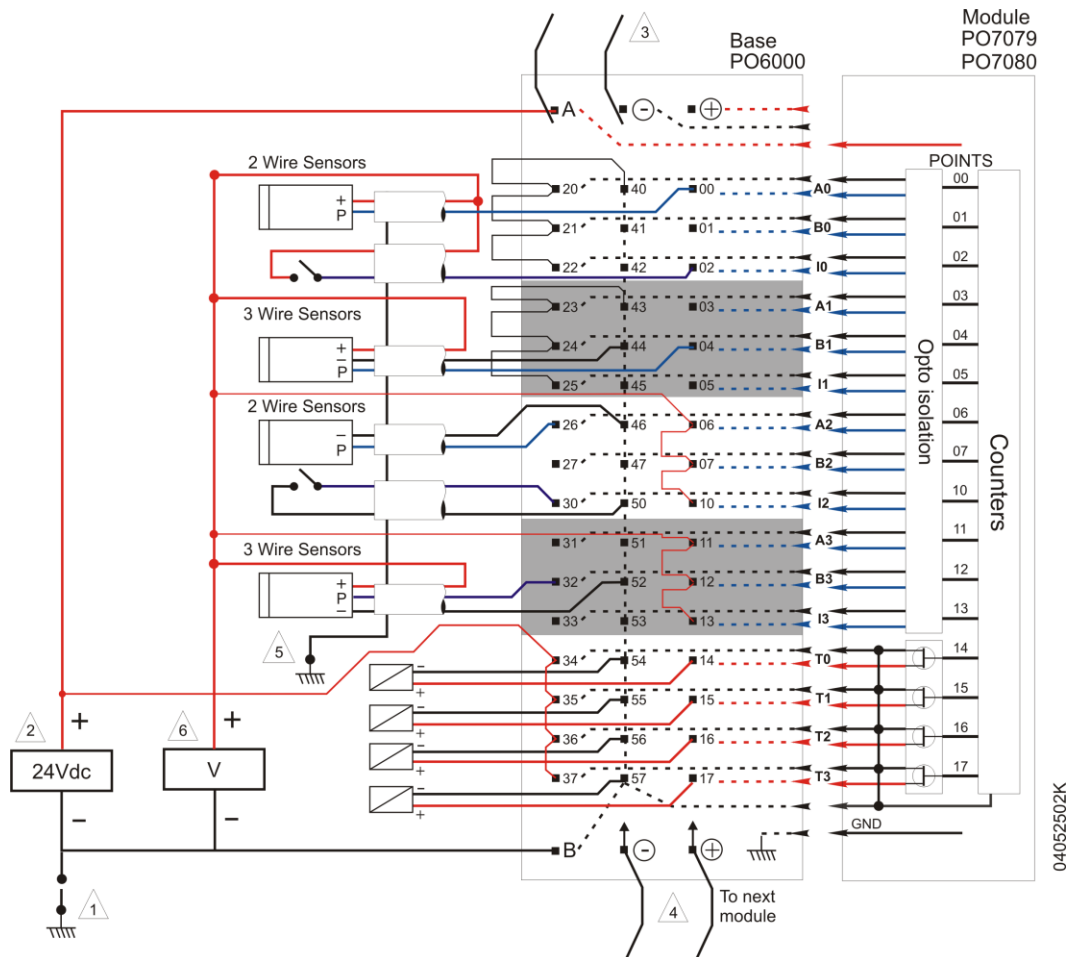 Module
PO7079
PO7080
Base
PO6000
3
A - +
POINTS
2 Wire Sensors
+
P
20 40 00 A0 00
21 41 01 B0 01
22 42 02 I0 02
3 Wire Sensors
+
−
P
23 43 03 A1 03
24 44 04 B1 04
25 45 05 I1 05
2 Wire Sensors
−
P
26 46 06 A2 06
27 47 07 B2 07
30 50 10 I2 10
3 Wire Sensors
+
P
−
31 51 11 A3 11
32 52 12 B3 12
33 53 13 I3 13
Opto isolation
Counters
5
− +
34 54 14 T0 14
− +
35 55 15 T1 15
− +
36 56 16 T2 16
− +
37 57 17 T3 17
2 +
24Vdc
−
6 +
V
−
GND
B - +
1
4
To next
module
04052502K